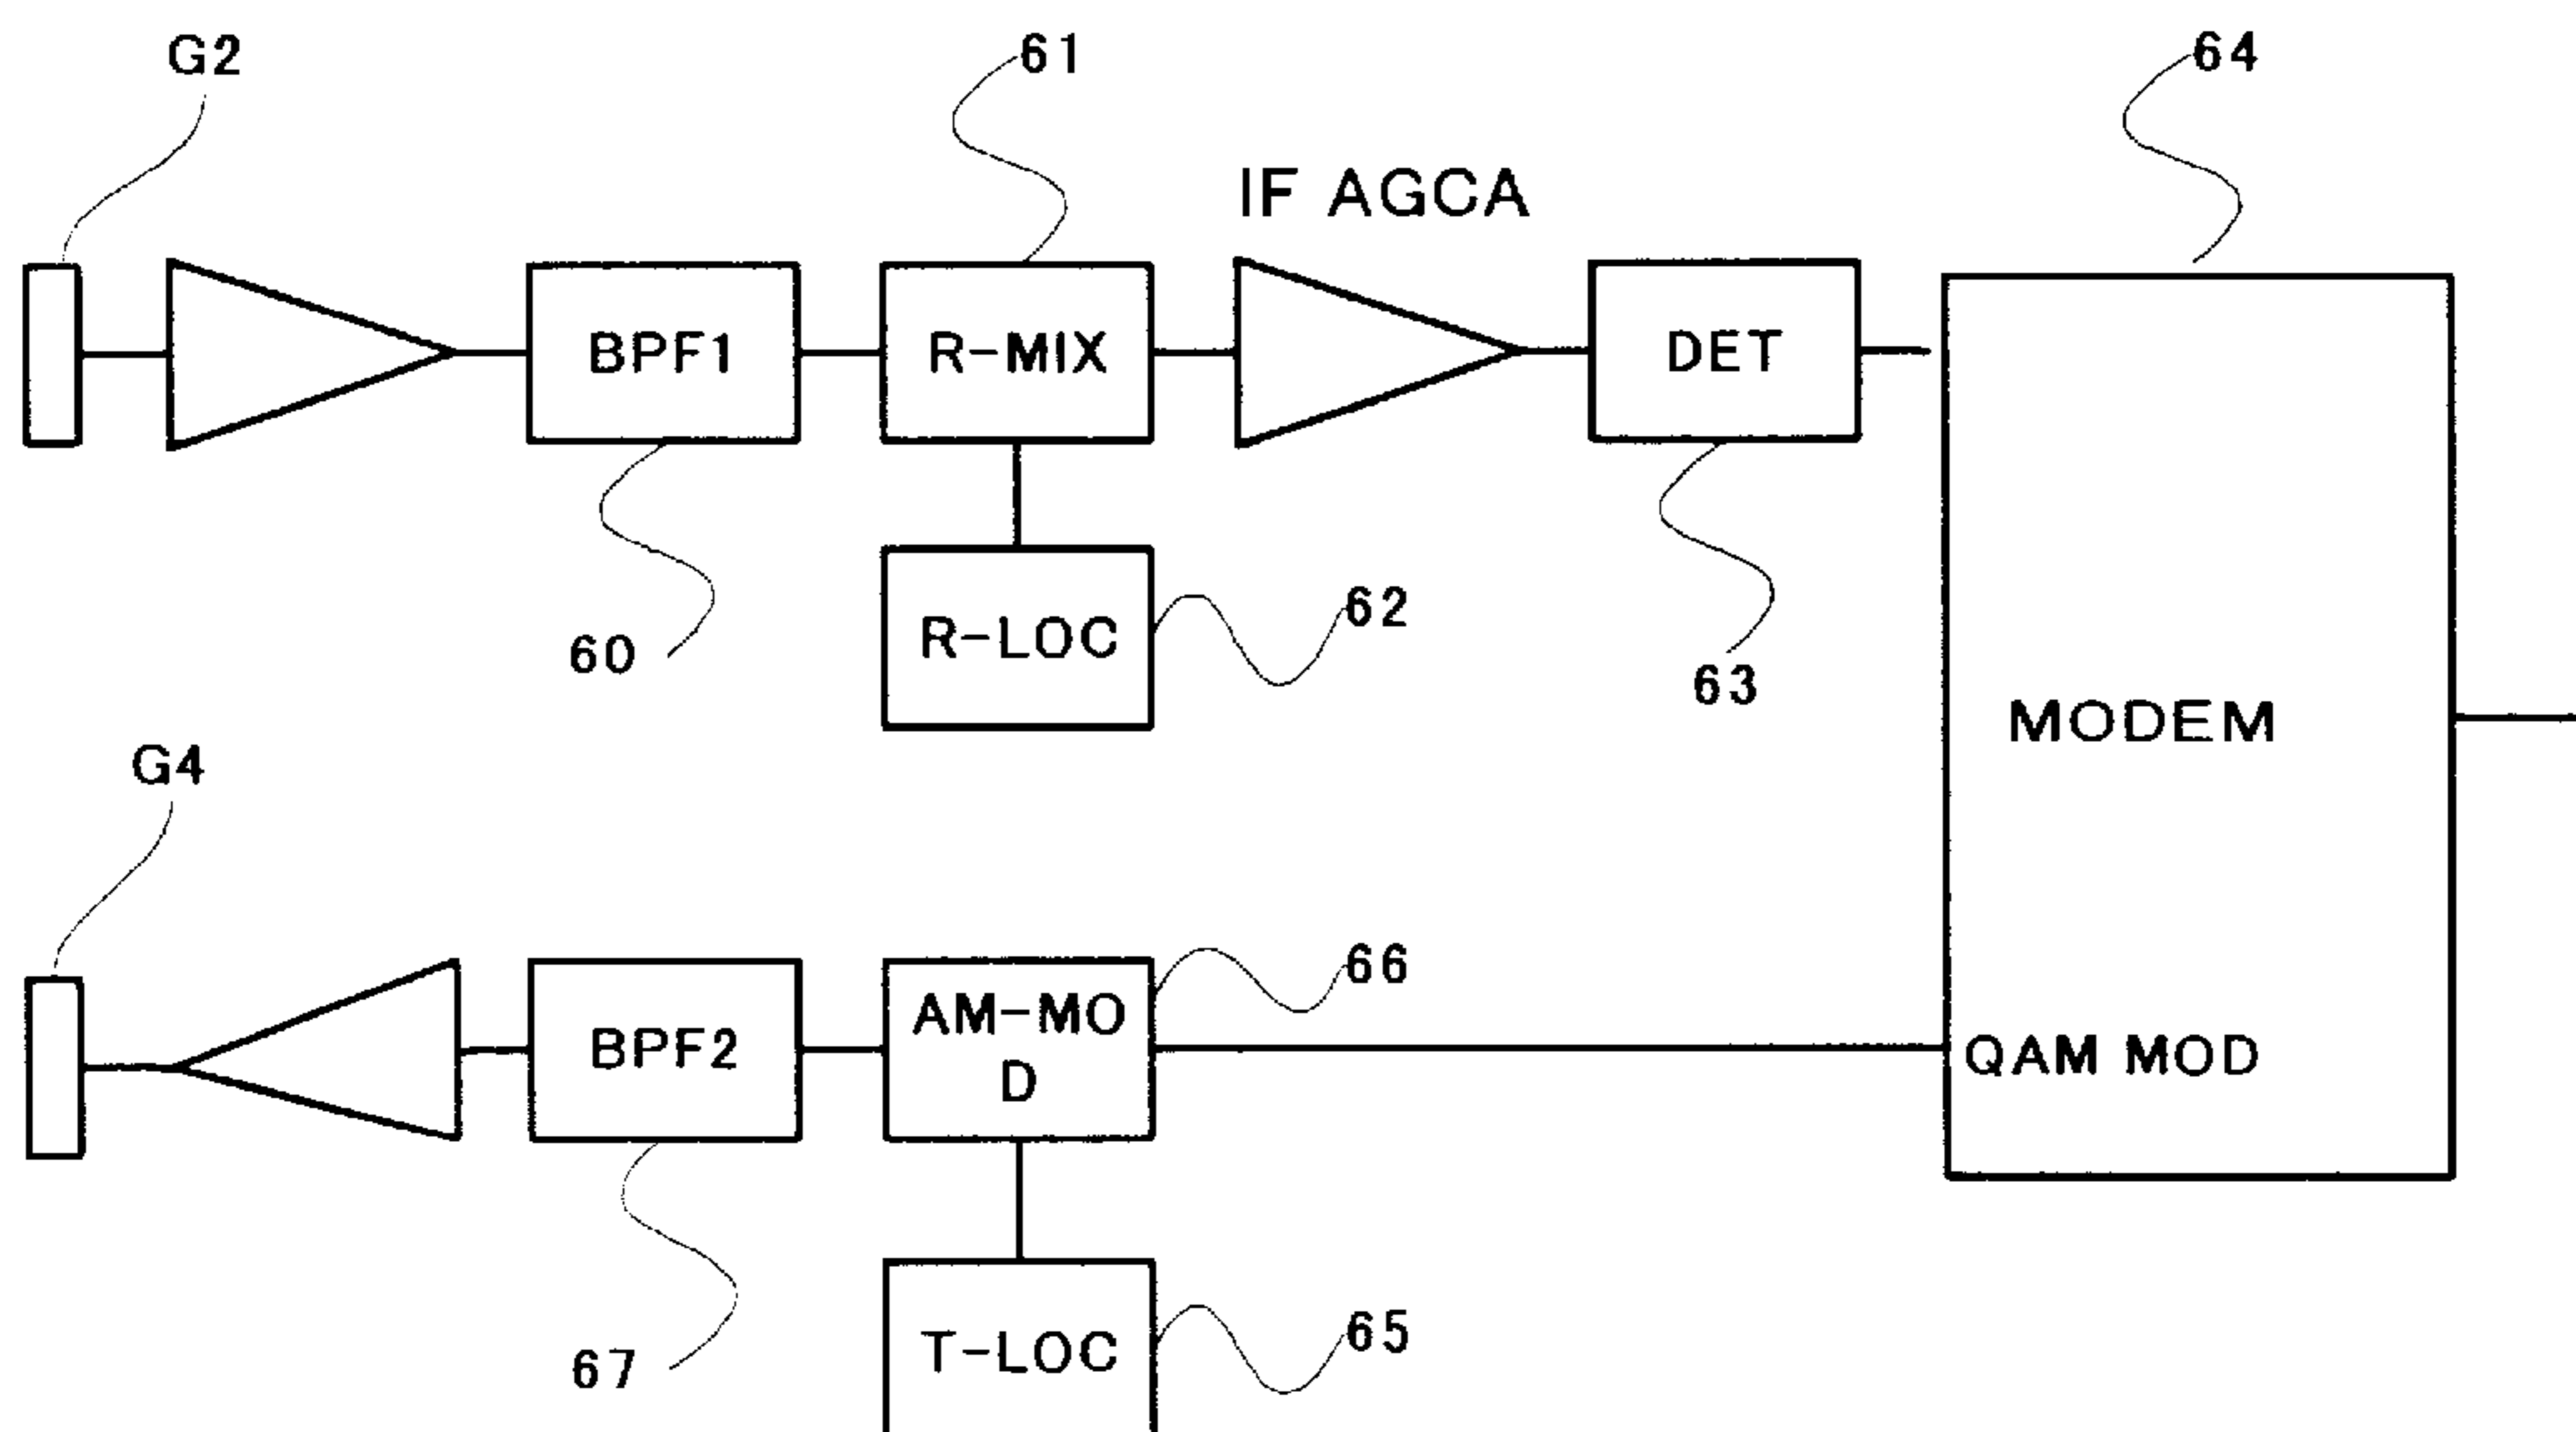 G2
61
64
IF AGCA
BPF1
R-MIX
DET
60
R-LOC
62
63
MODEM
G4
66
AM-MO
D
BPF2
QAM MOD
67
T-LOC
65